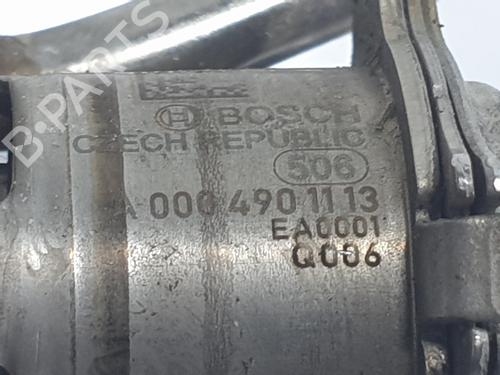 B-PARTS
BOSCH
CZECH REPUBLIC
506
A 000 490 11 13
EA0001
Q006